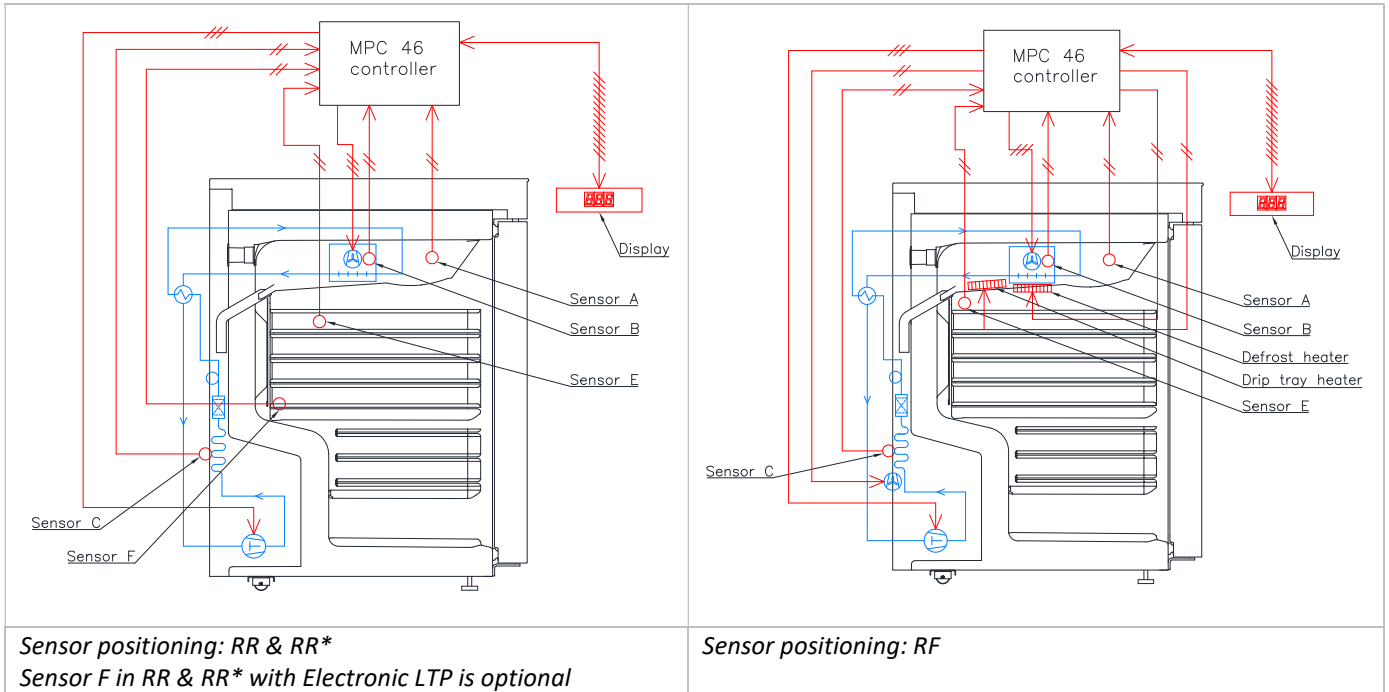 MPC 46
controller
Display
Sensor A
Sensor B
Sensor E
Sensor C
Sensor F
Sensor positioning: RR & RR*
Sensor F in RR & RR* with Electronic LTP is optional
MPC 46
controller
Display
Sensor A
Sensor B
Defrost heater
Drip tray heater
Sensor E
Sensor C
Sensor positioning: RF